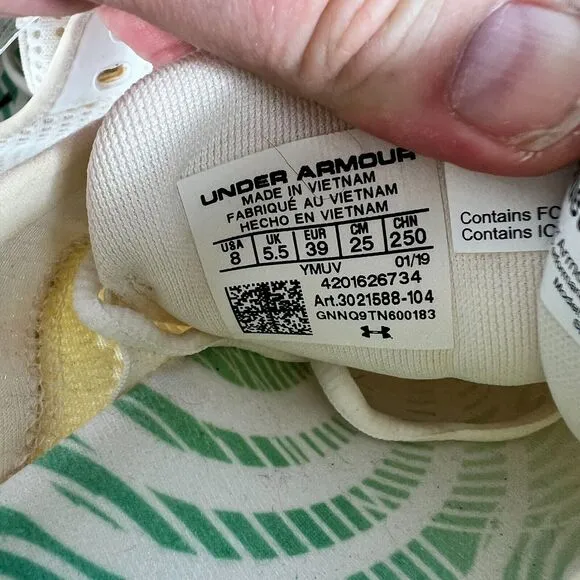 UNDER ARMOUR
MADE IN VIETNAM
FABRIQUÉ AU VIETNAM
HECHO EN VIETNAM
USA UK EUR CM CHN
8 5.5 39 25 250
YMUV 01/19
4201626734
Art.3021588-104
GNNQ9TN600183
Contains
Contains